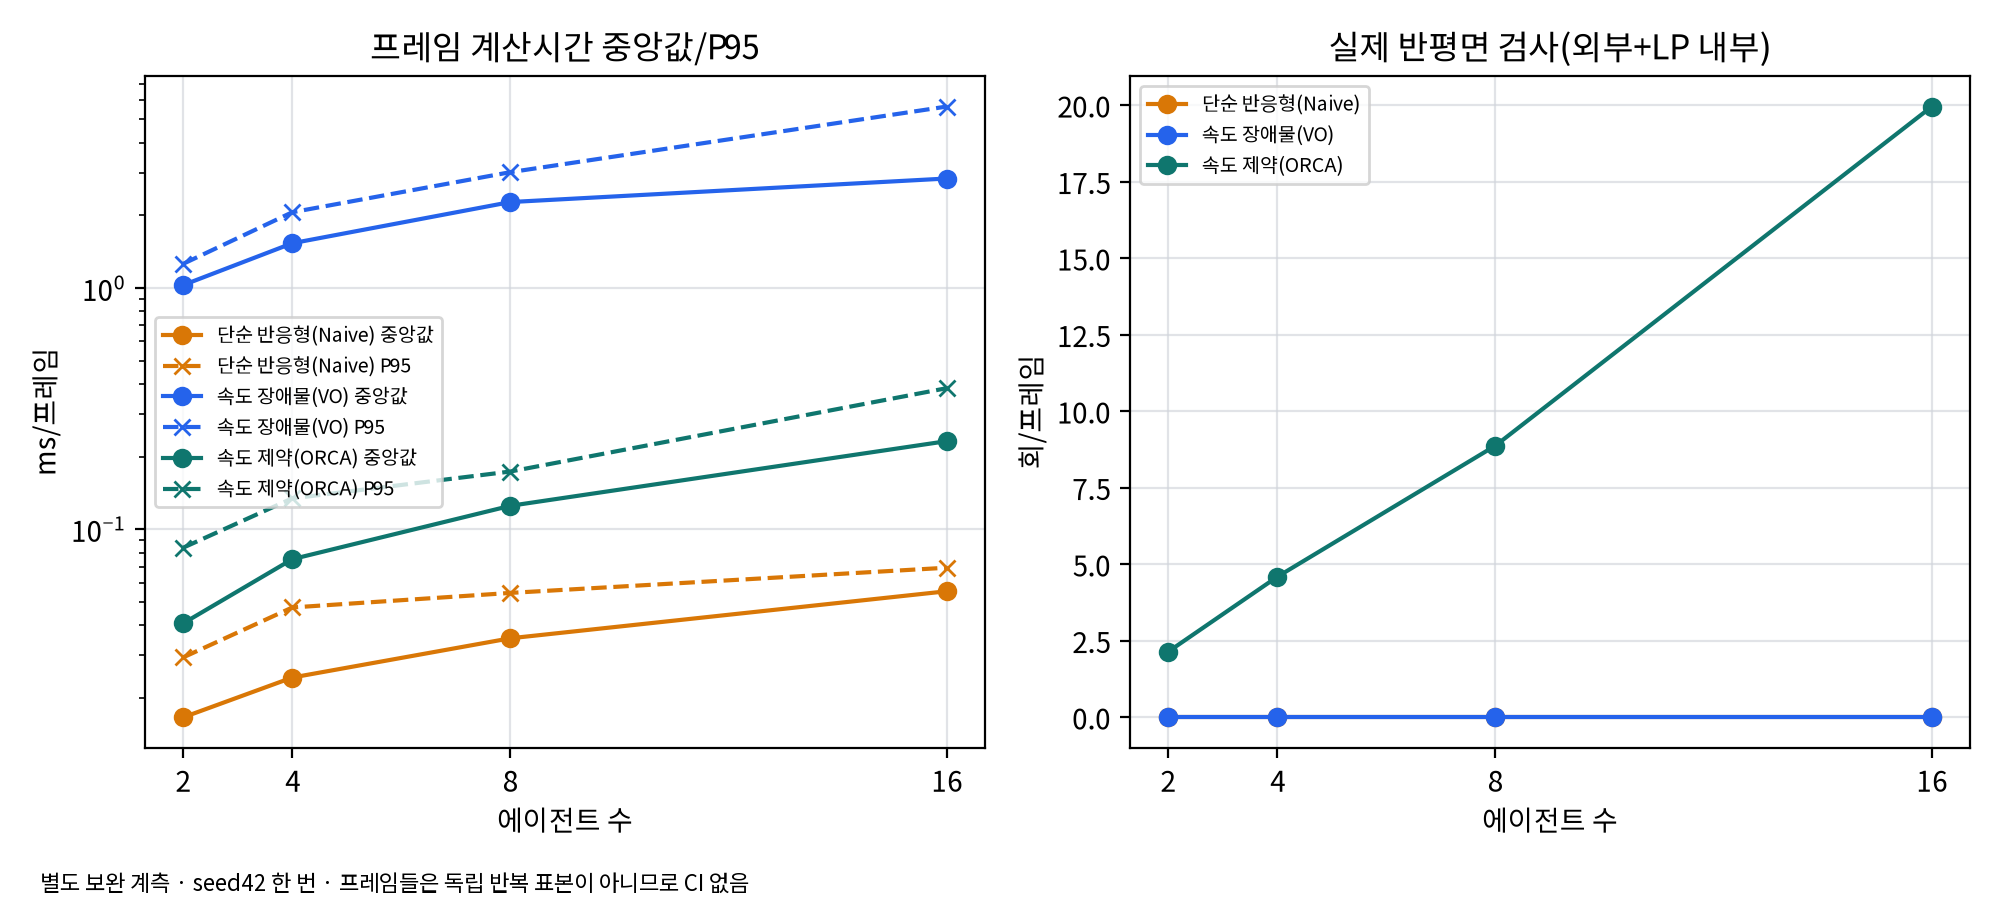 프레임 계산시간 중앙값/P95
ms/프레임
10⁰
10⁻¹
단순 반응형(Naive) 중앙값
단순 반응형(Naive) P95
속도 장애물(VO) 중앙값
속도 장애물(VO) P95
속도 제약(ORCA) 중앙값
속도 제약(ORCA) P95
2 4 8 16
에이전트 수
실제 반평면 검사(외부+LP 내부)
회/프레임
20.0
17.5
15.0
12.5
10.0
7.5
5.0
2.5
0.0
단순 반응형(Naive)
속도 장애물(VO)
속도 제약(ORCA)
2 4 8 16
에이전트 수
별도 보완 계측 · seed42 한 번 · 프레임들은 독립 반복 표본이 아니므로 CI 없음